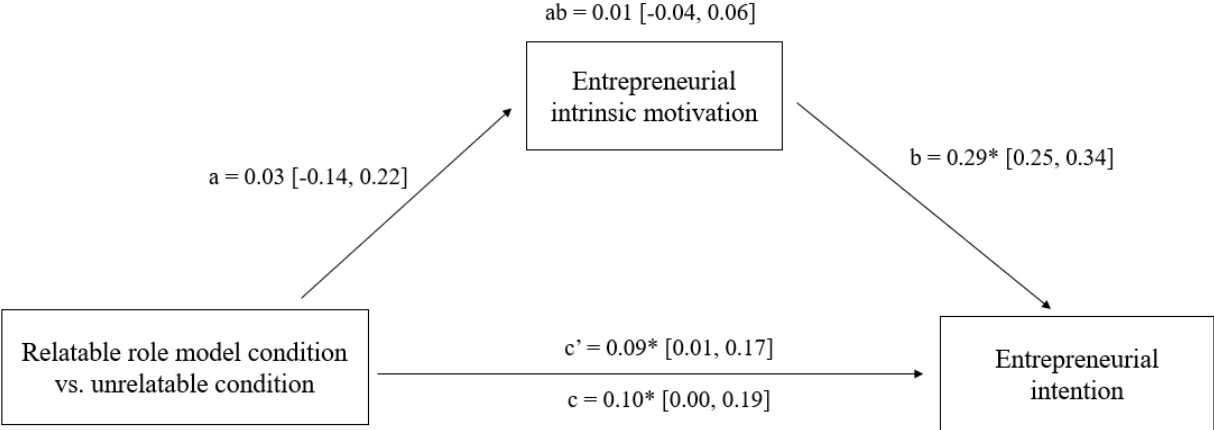 ab = 0.01 [-0.04, 0.06]
Entrepreneurial
intrinsic motivation
a = 0.03 [-0.14, 0.22]
b = 0.29* [0.25, 0.34]
Relatable role model condition
vs. unrelatable condition
c’ = 0.09* [0.01, 0.17]
c = 0.10* [0.00, 0.19]
Entrepreneurial
intention